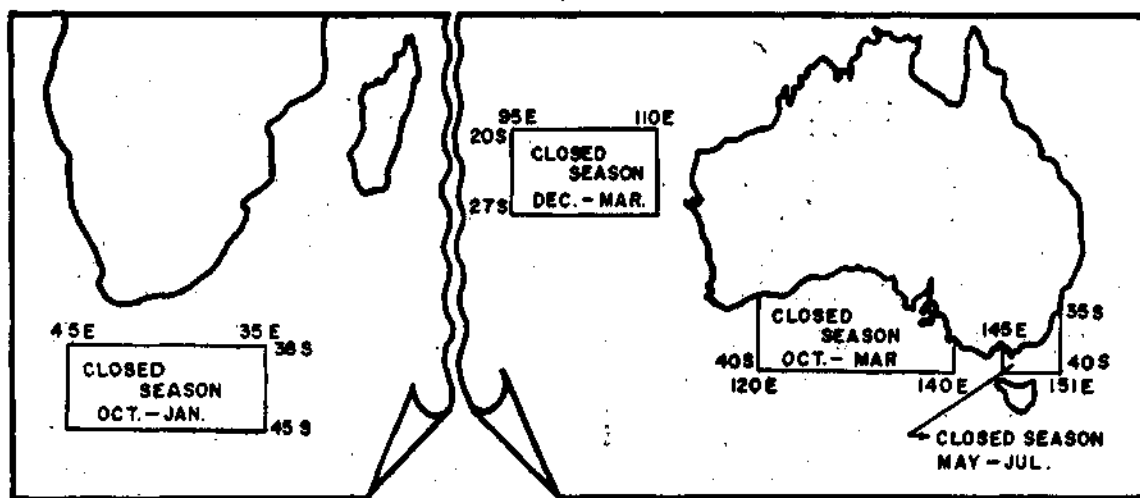 95E
110E
20S
CLOSED
SEASON
DEC. - MAR.
27S
45E
35E
38S
CLOSED
SEASON
OCT. - JAN.
45S
CLOSED
SEASON
OCT. - MAR
40S
120E
140E
145E
35S
40S
151E
CLOSED SEASON
MAY - JUL.